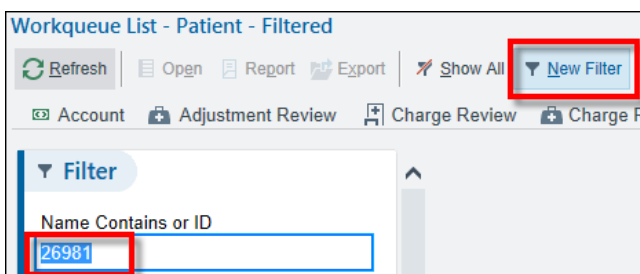 Workqueue List - Patient - Filtered
Refresh Open Report Export Show All New Filter
Account Adjustment Review Charge Review Charge
Filter
Name Contains or ID
26981